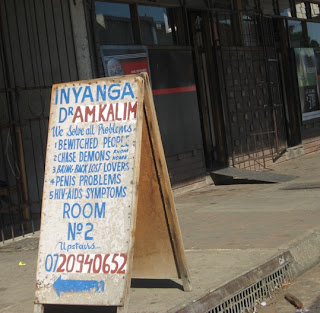 INYANGA
DR AM.KALIM
We Solve all Problems
1 BEWITCHED PEOPLE
2 CHASE DEMONS FROM HOMES
3 BRING BACK LOST LOVERS
4 PENIS PROBLEMS
5 HIV-AIDS SYMPTOMS
ROOM
No 2
Upstairs...
0720940652